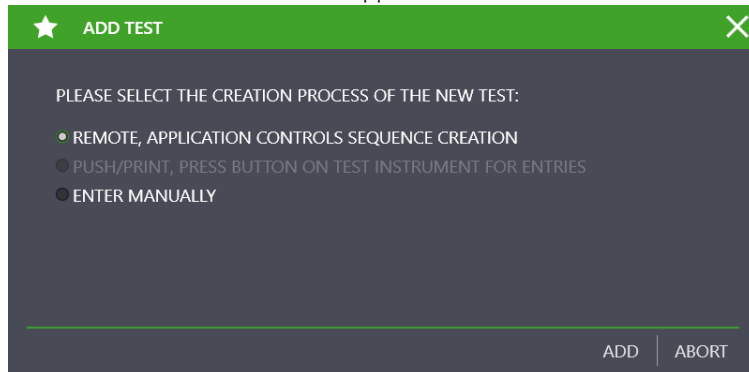 ADD TEST
PLEASE SELECT THE CREATION PROCESS OF THE NEW TEST:
REMOTE, APPLICATION CONTROLS SEQUENCE CREATION
PUSH/PRINT, PRESS BUTTON ON TEST INSTRUMENT FOR ENTRIES
ENTER MANUALLY
ADD ABORT